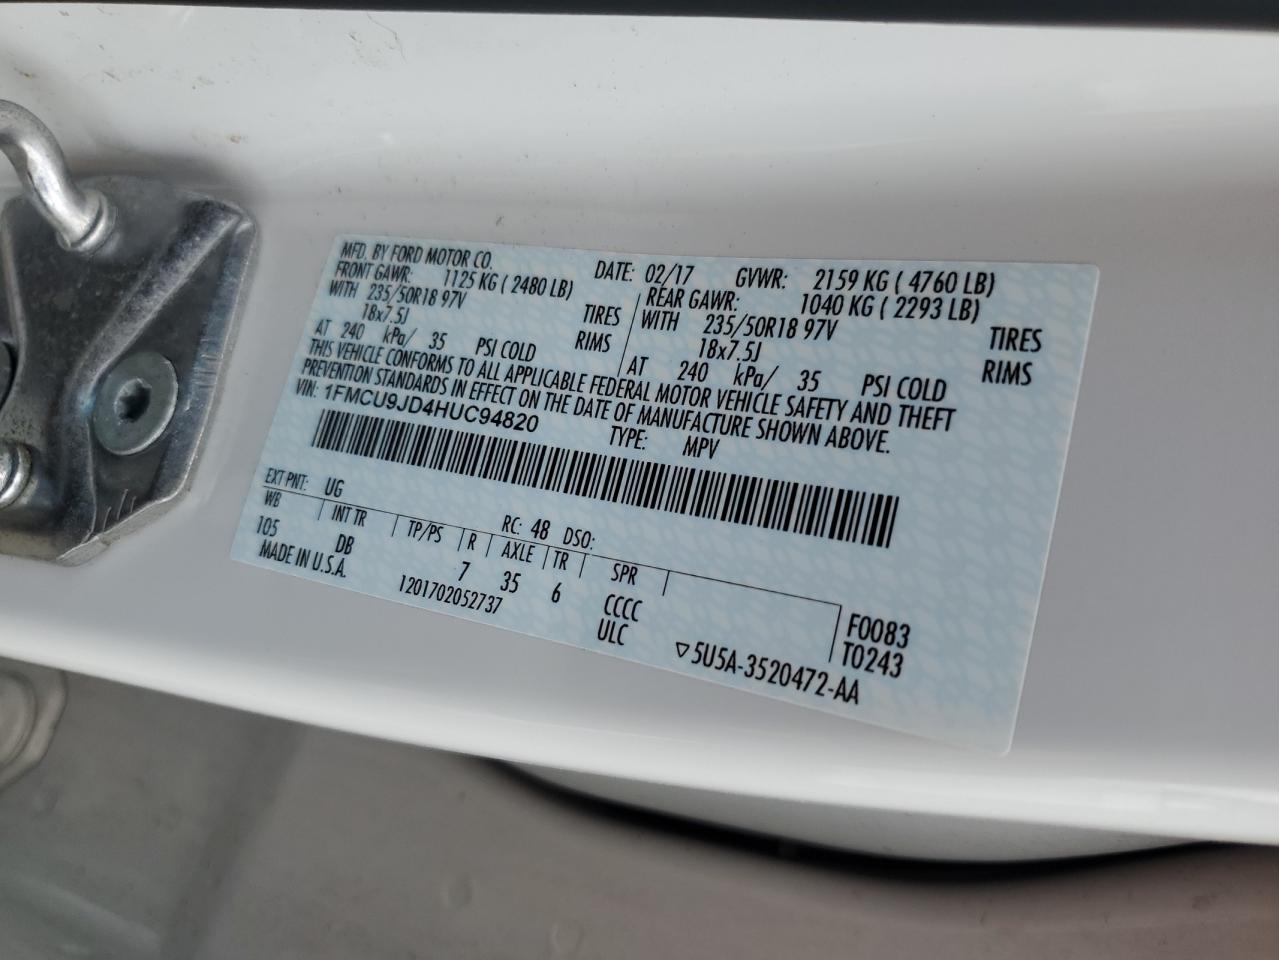 MFD. BY FORD MOTOR CO.
DATE: 02/17 GVWR: 2159 KG ( 4760 LB)
FRONT GAWR: 1125 KG ( 2480 LB) REAR GAWR: 1040 KG ( 2293 LB)
WITH 235/50R18 97V TIRES WITH 235/50R18 97V TIRES
18x7.5J RIMS 18x7.5J RIMS
AT 240 kPa/ 35 PSI COLD AT 240 kPa/ 35 PSI COLD
THIS VEHICLE CONFORMS TO ALL APPLICABLE FEDERAL MOTOR VEHICLE SAFETY AND THEFT
PREVENTION STANDARDS IN EFFECT ON THE DATE OF MANUFACTURE SHOWN ABOVE.
VIN: 1FMCU9JD4HUC94820
TYPE: MPV
EXT PNT: UG RC: 48 DSO:
WB INT TR TP/PS R AXLE TR SPR
105 DB 7 35 6 CCCC F0083
MADE IN U.S.A. 1201702052737 ULC T0243
▽5U5A-3520472-AA